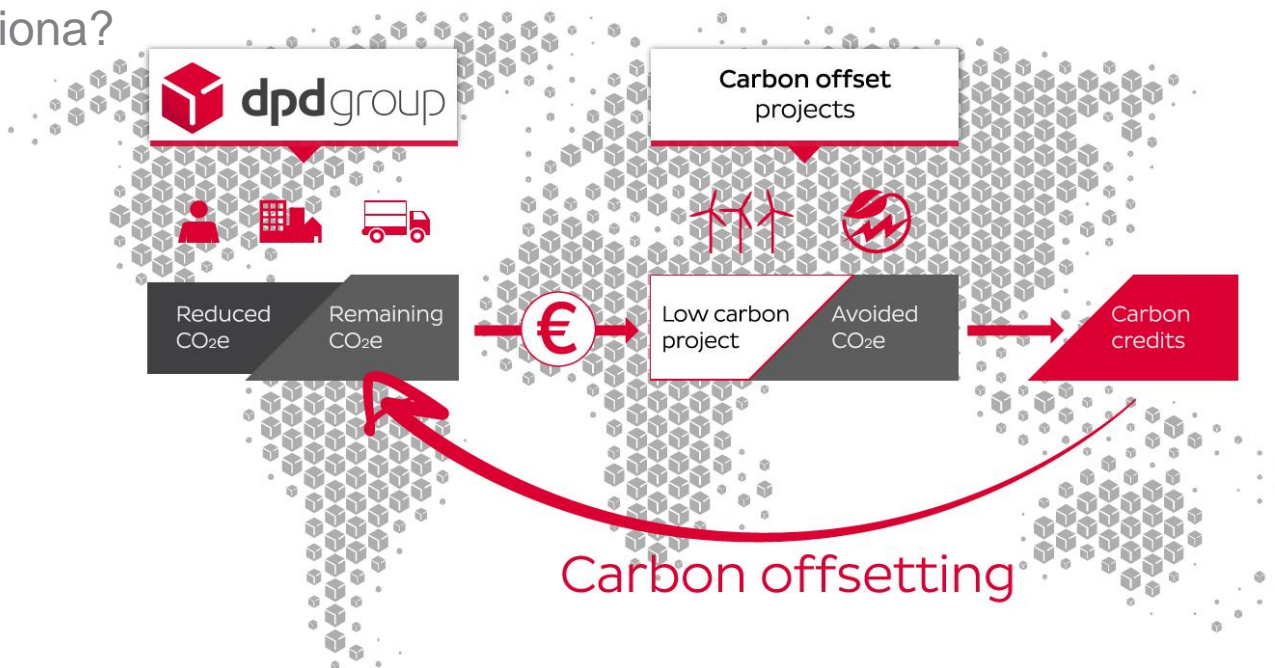 iona?
dpdgroup
Carbon offset
projects
Reduced
CO₂e
Remaining
CO₂e
€
Low carbon
project
Avoided
CO₂e
Carbon
credits
Carbon offsetting